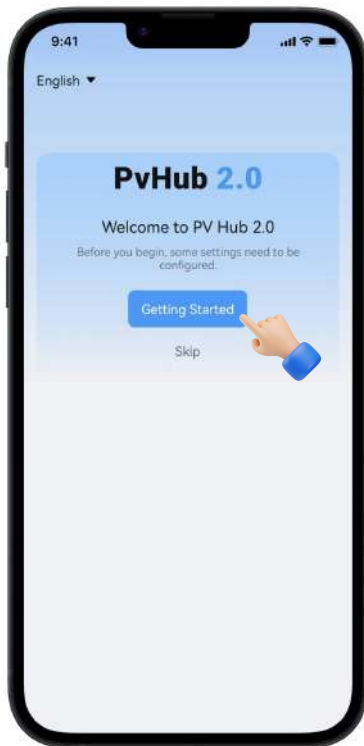 9:41
English
PvHub 2.0
Welcome to PV Hub 2.0
Before you begin, some settings need to be
configured.
Getting Started
Skip